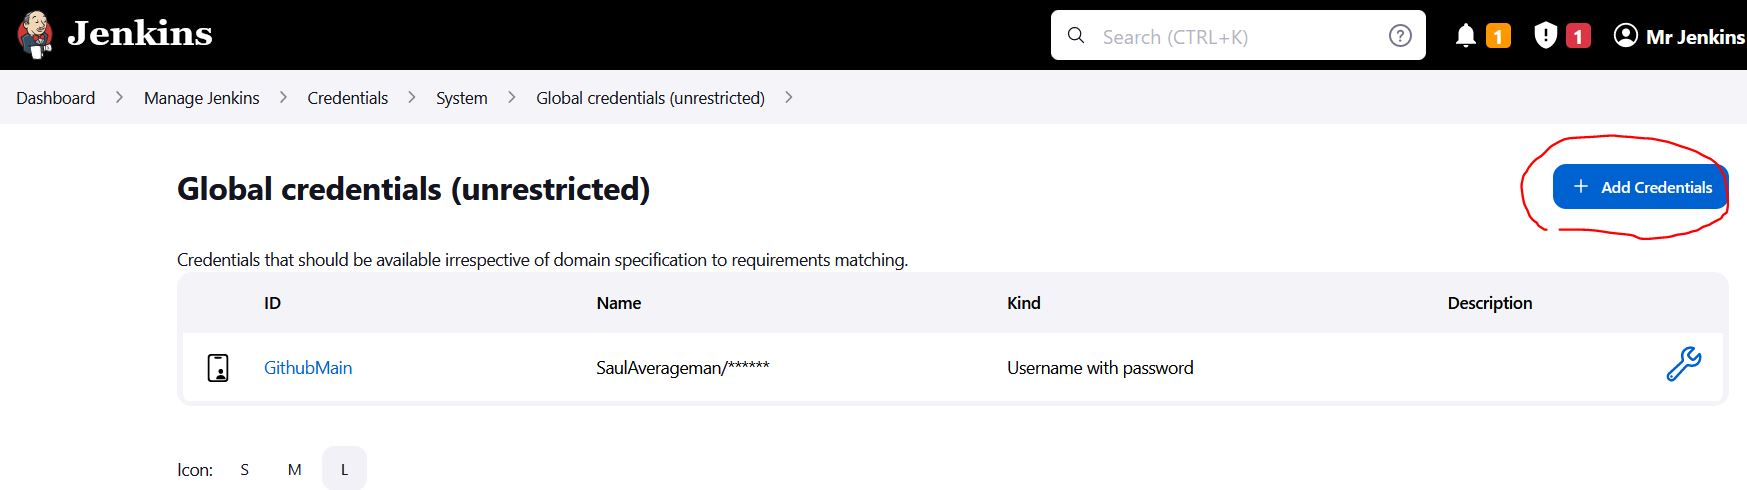 Jenkins Search (CTRL+K) ? 1 1 Mr Jenkins
Dashboard > Manage Jenkins > Credentials > System > Global credentials (unrestricted) >
Global credentials (unrestricted) + Add Credentials
Credentials that should be available irrespective of domain specification to requirements matching.
ID Name Kind Description
GithubMain SaulAverageman/****** Username with password
Icon: S M L